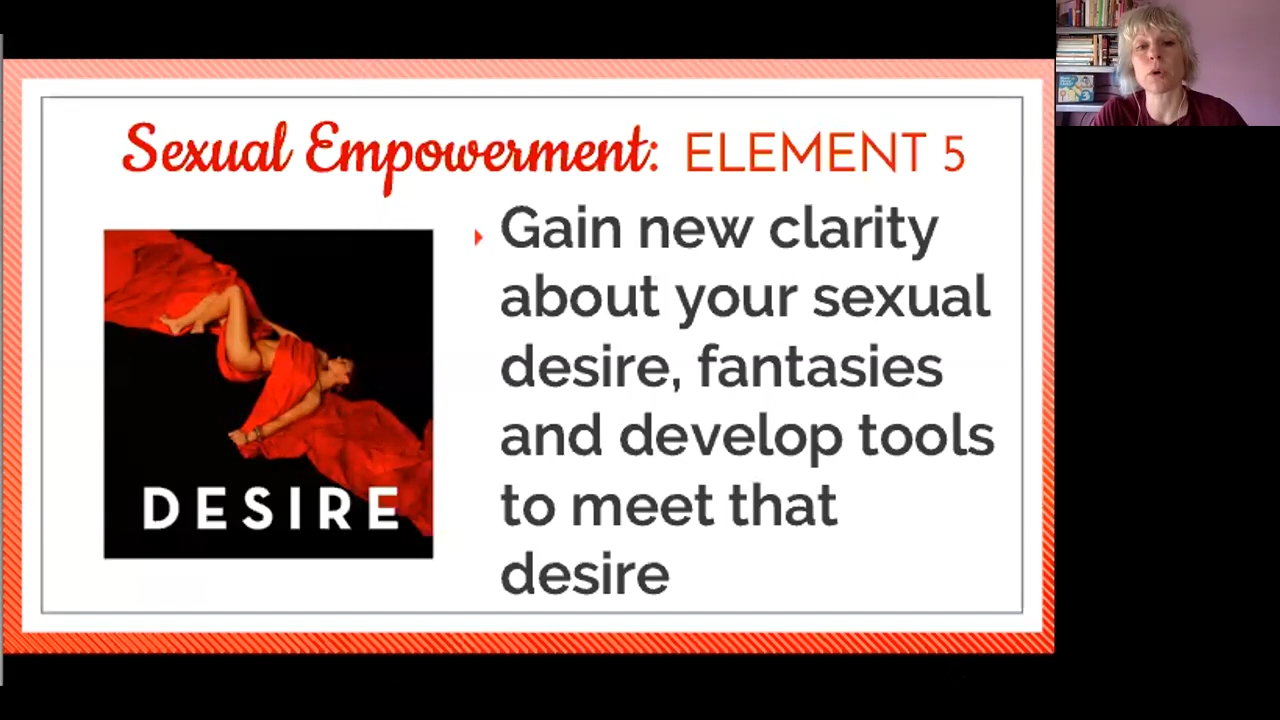 Sexual Empowerment: ELEMENT 5
Gain new clarity
about your sexual
desire, fantasies
and develop tools
to meet that
desire
DESIRE